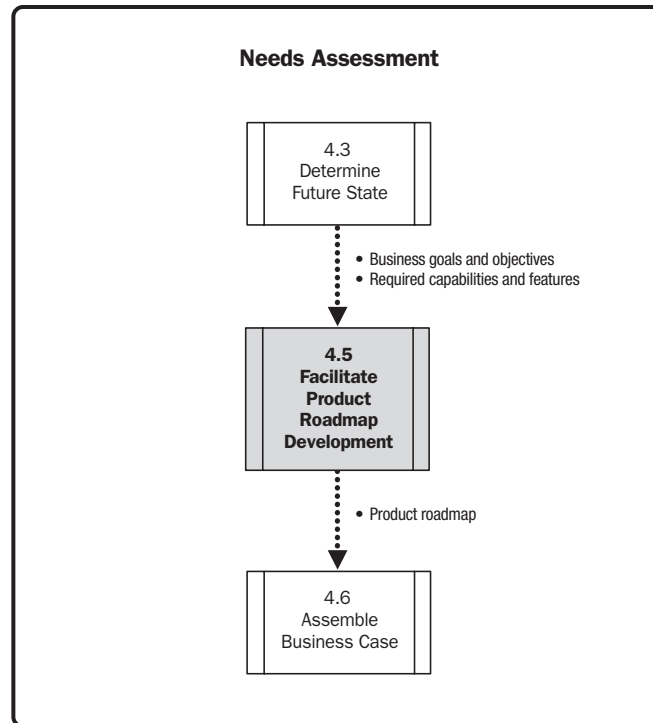 Needs Assessment
4.3
Determine
Future State
• Business goals and objectives
• Required capabilities and features
4.5
Facilitate
Product
Roadmap
Development
• Product roadmap
4.6
Assemble
Business Case